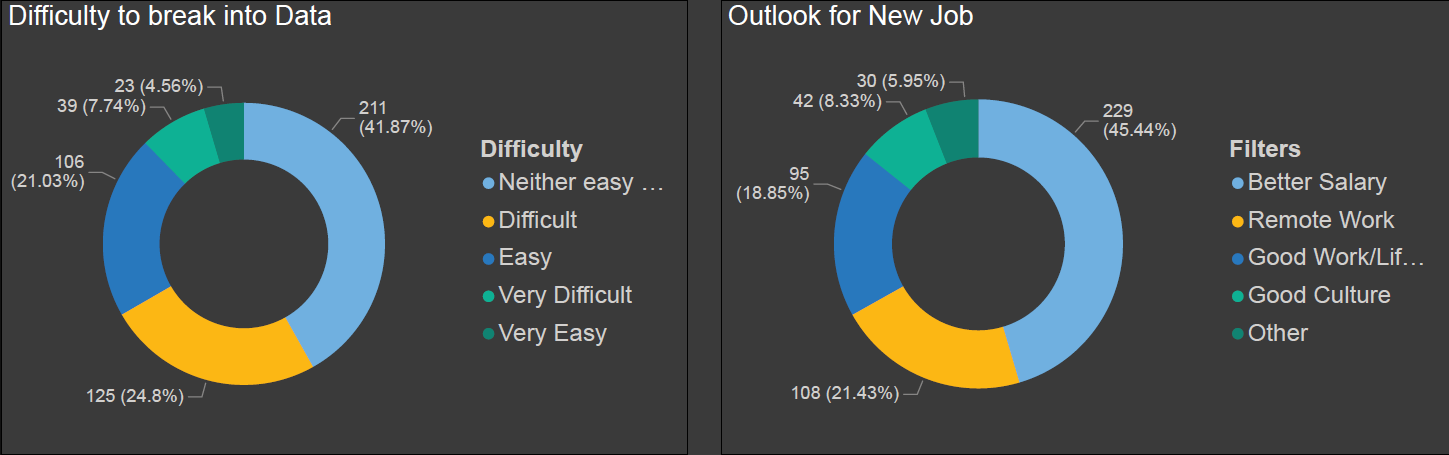 Difficulty to break into Data
23 (4.56%)
39 (7.74%)
211
(41.87%)
106
(21.03%)
125 (24.8%)
Difficulty
Neither easy …
Difficult
Easy
Very Difficult
Very Easy
Outlook for New Job
30 (5.95%)
42 (8.33%)
229
(45.44%)
95
(18.85%)
108 (21.43%)
Filters
Better Salary
Remote Work
Good Work/Lif…
Good Culture
Other